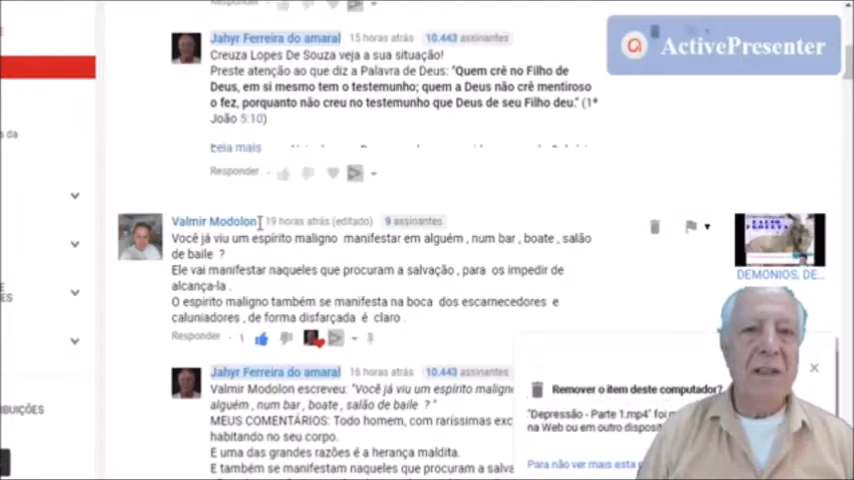 Responder
Jahyr Ferreira do amaral 15 horas atrás 10.443 assinantes
Creuza Lopes De Souza veja a sua situação!
Preste atenção ao que diz a Palavra de Deus: "Quem crê no Filho de
Deus, em si mesmo tem o testemunho; quem a Deus não crê mentiroso
o fez, porquanto não creu no testemunho que Deus de seu Filho deu." (1ª
João 5:10)
Leia mais
Responder
ActivePresenter
s da
Valmir Modolon 19 horas atrás (editado) 9 assinantes
Você já viu um espírito maligno manifestar em alguém , num bar , boate , salão
de baile ?
Ele vai manifestar naqueles que procuram a salvação , para os impedir de
alcança-la .
O espirito maligno também se manifesta na boca dos escarnecedores e
caluniadores , de forma disfarçada é claro .
Responder 1
DEMONIOS, DE...
Jahyr Ferreira do amaral 16 horas atrás 10.443 assinantes
Valmir Modolon escreveu: "Você já viu um espírito maligno
alguém , num bar , boate , salão de baile ? "
MEUS COMENTÁRIOS: Todo homem, com raríssimas exc
habitando no seu corpo.
E uma das grandes razões é a herança maldita.
E também se manifestam naqueles que procuram a salva
ÕES
RIBUIÇÕES
Remover o item deste computador?
"Depressão - Parte 1.mp4" foi
na Web ou em outro disposit
Para não ver mais esta